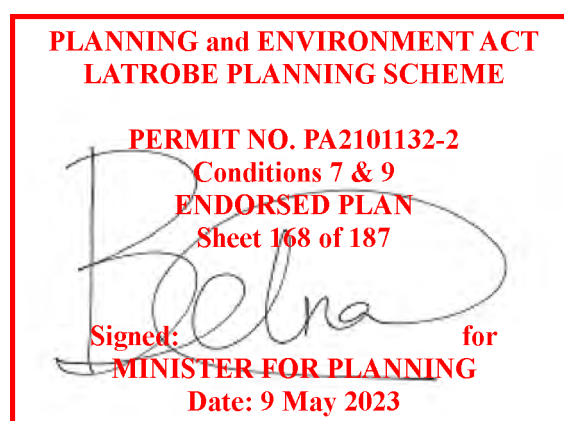 PLANNING and ENVIRONMENT ACT
LATROBE PLANNING SCHEME
PERMIT NO. PA2101132-2
Conditions 7 & 9
ENDORSED PLAN
Sheet 168 of 187
Signed: for
MINISTER FOR PLANNING
Date: 9 May 2023